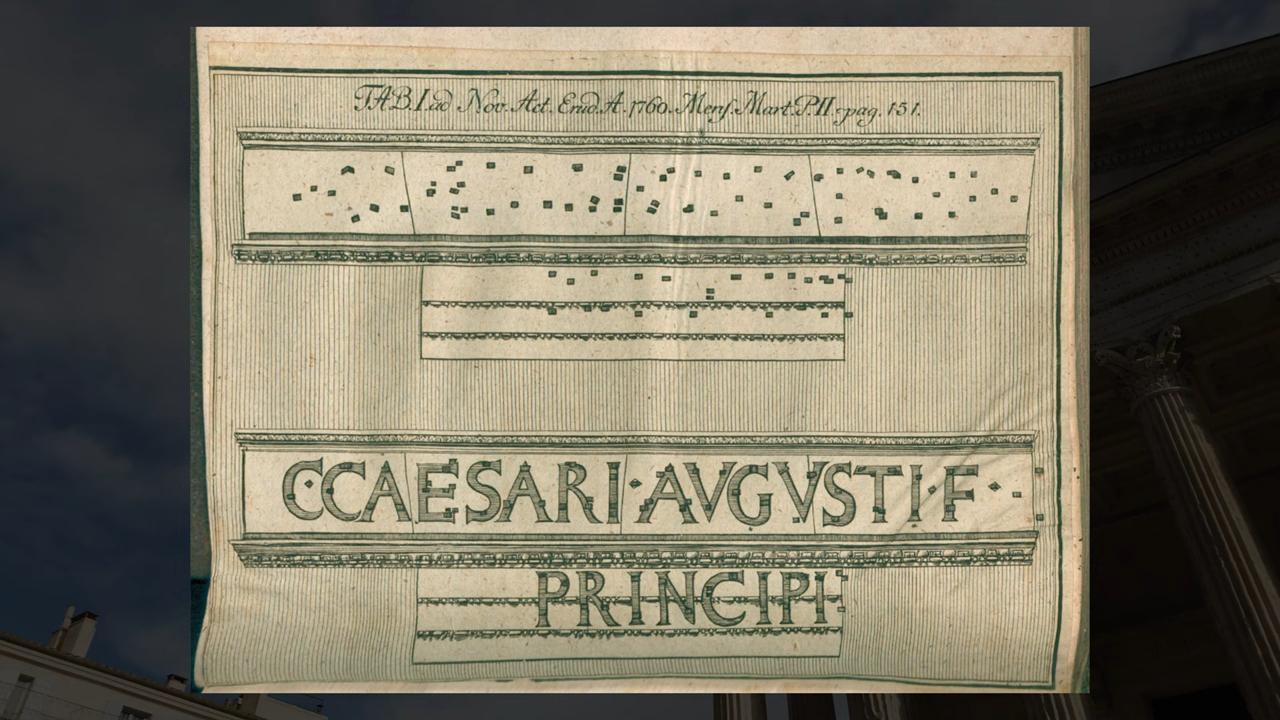 TAB.I.ad Nov. Act. Erud. A. 1760. Mens. Mart. P.II. pag. 151.
C·CAESARI·AVGVSTI·F·
PRINCIPI·